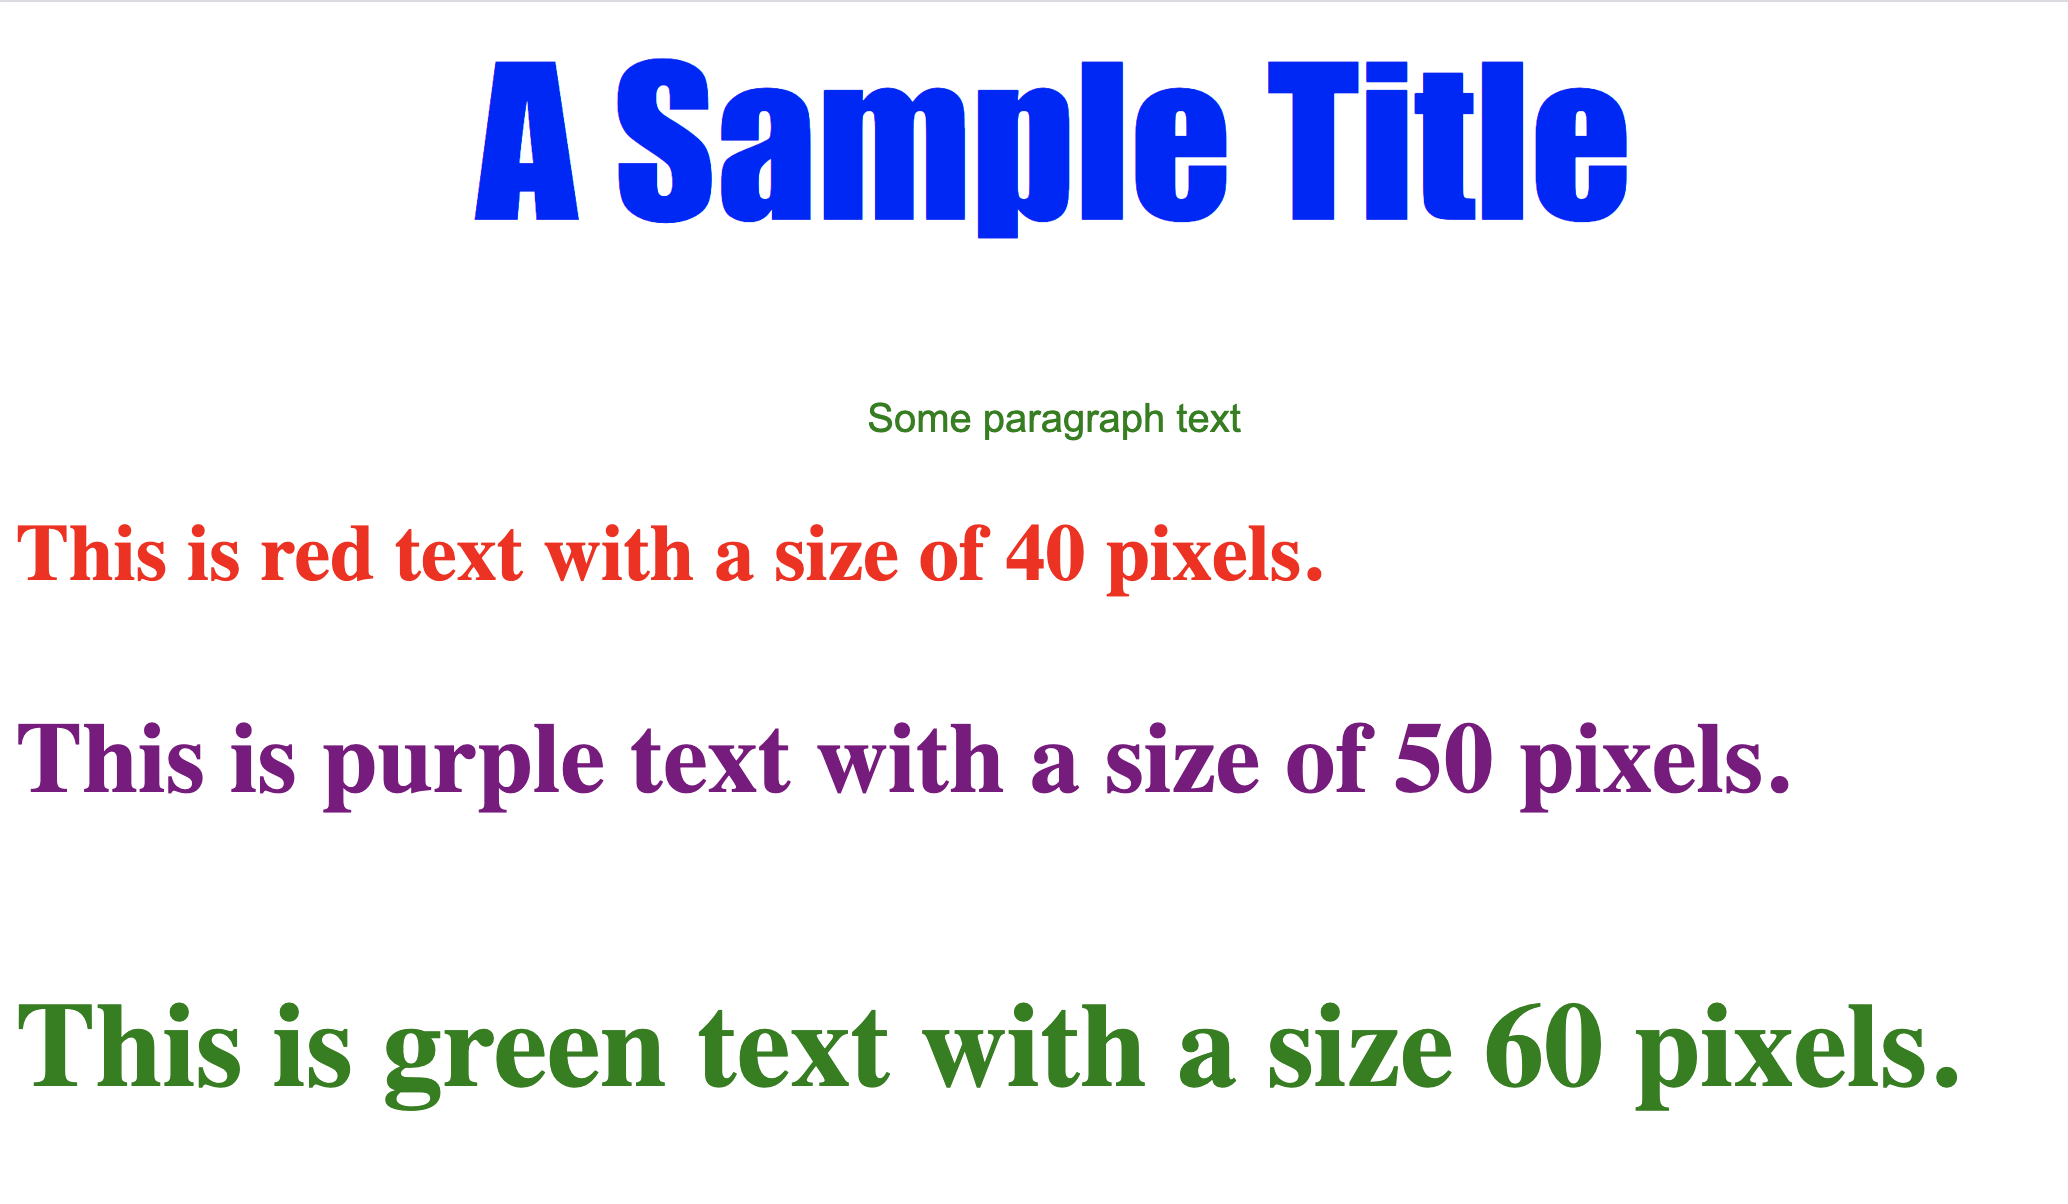 A Sample Title
Some paragraph text
This is red text with a size of 40 pixels.
This is purple text with a size of 50 pixels.
This is green text with a size 60 pixels.